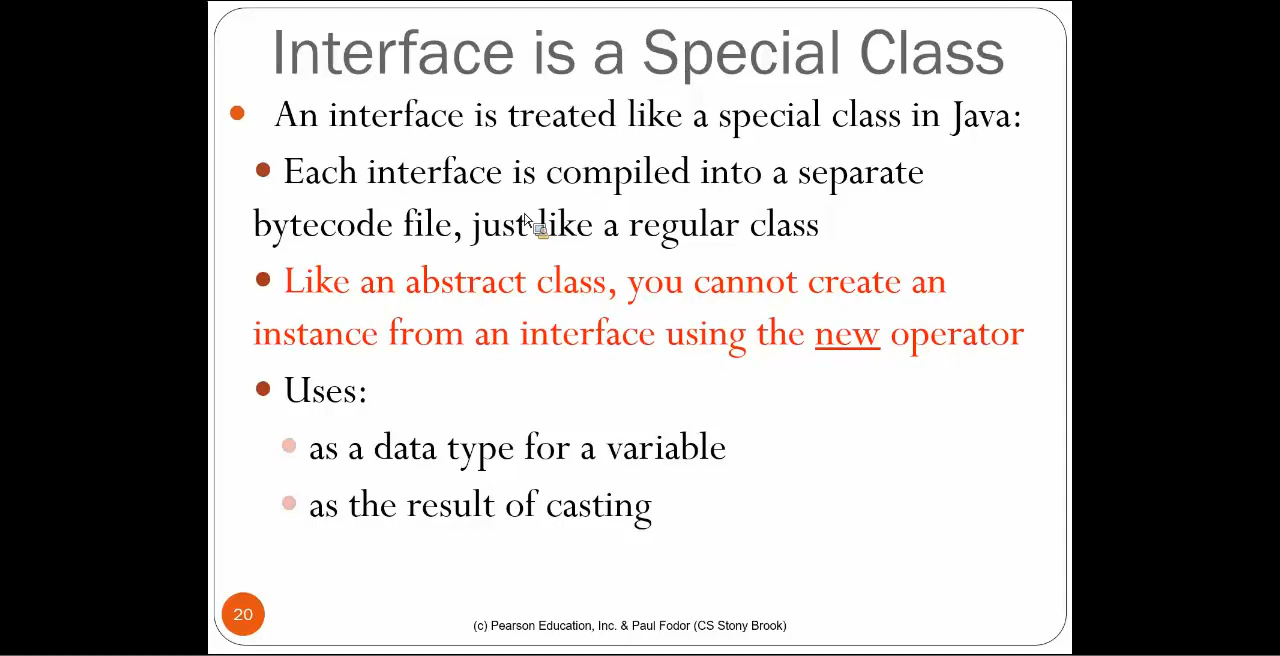 Interface is a Special Class
An interface is treated like a special class in Java:
Each interface is compiled into a separate
bytecode file, just like a regular class
Like an abstract class, you cannot create an
instance from an interface using the new operator
Uses:
as a data type for a variable
as the result of casting
20
(c) Pearson Education, Inc. & Paul Fodor (CS Stony Brook)